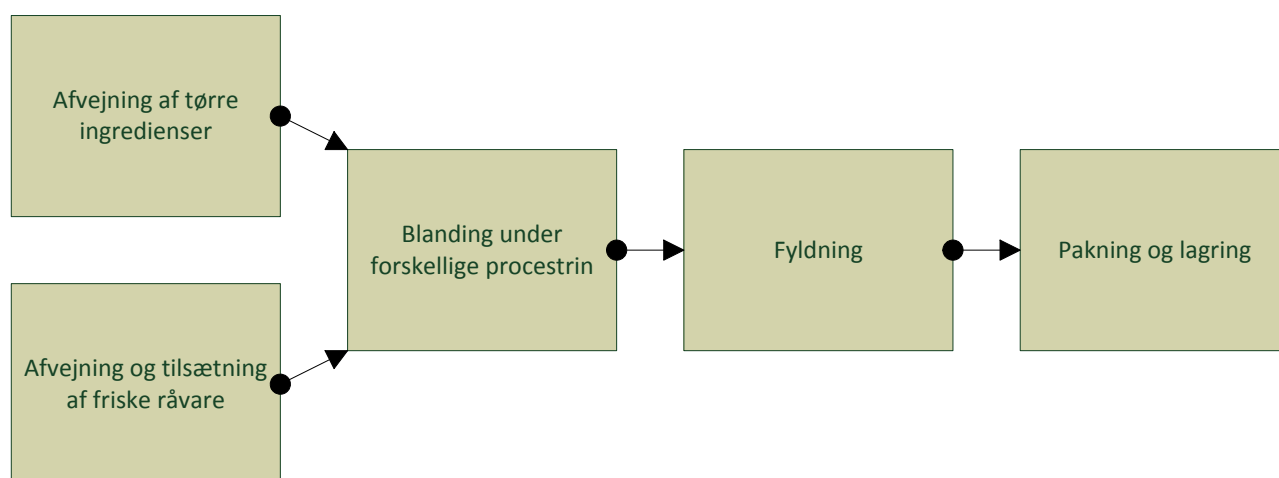 Afvejning af tørre
ingredienser
Afvejning og tilsætning
af friske råvare
Blanding under
forskellige procestrin
Fyldning
Pakning og lagring